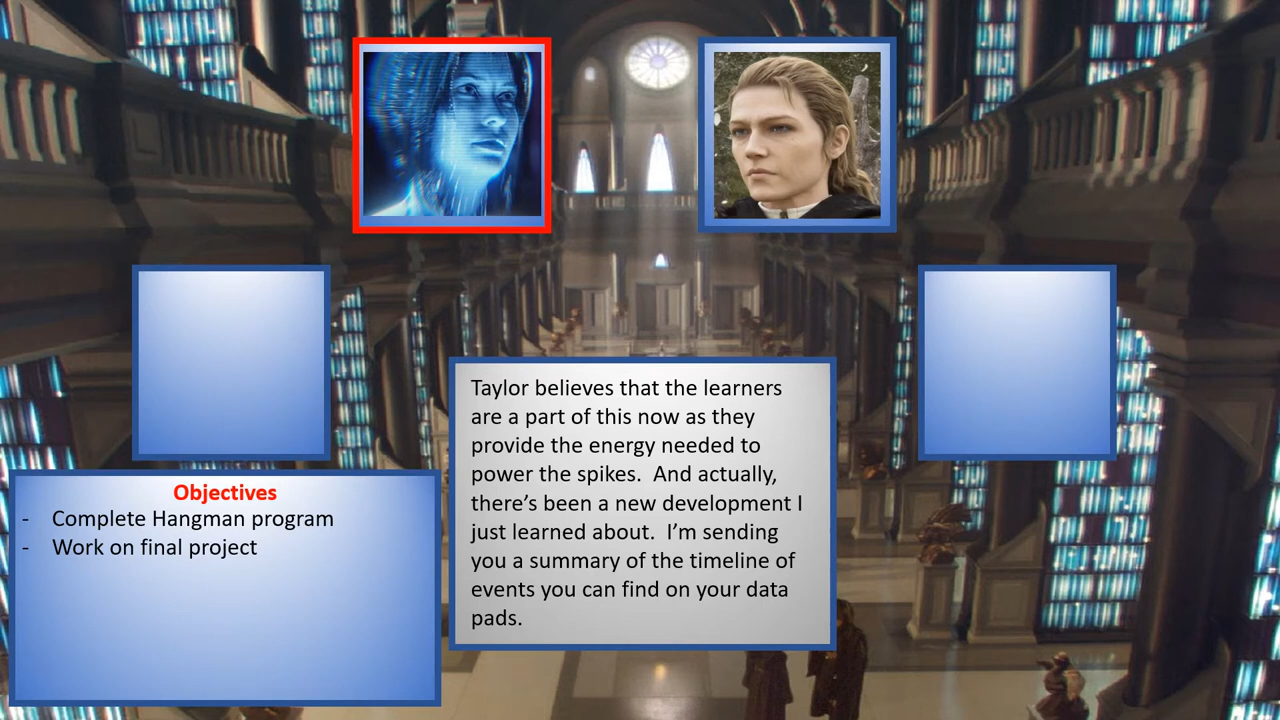 Taylor believes that the learners
are a part of this now as they
provide the energy needed to
power the spikes.  And actually,
there’s been a new development I
just learned about.  I’m sending
you a summary of the timeline of
events you can find on your data
pads.
Objectives
- Complete Hangman program
- Work on final project